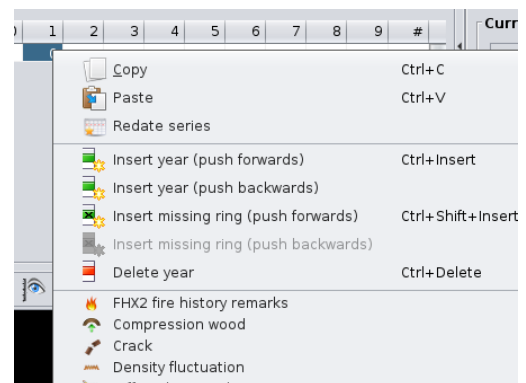 1 2 3 4 5 6 7 8 9 # Curr
Copy Ctrl+C
Paste Ctrl+V
Redate series
Insert year (push forwards) Ctrl+Insert
Insert year (push backwards)
Insert missing ring (push forwards) Ctrl+Shift+Insert
Insert missing ring (push backwards)
Delete year Ctrl+Delete
FHX2 fire history remarks
Compression wood
Crack
Density fluctuation